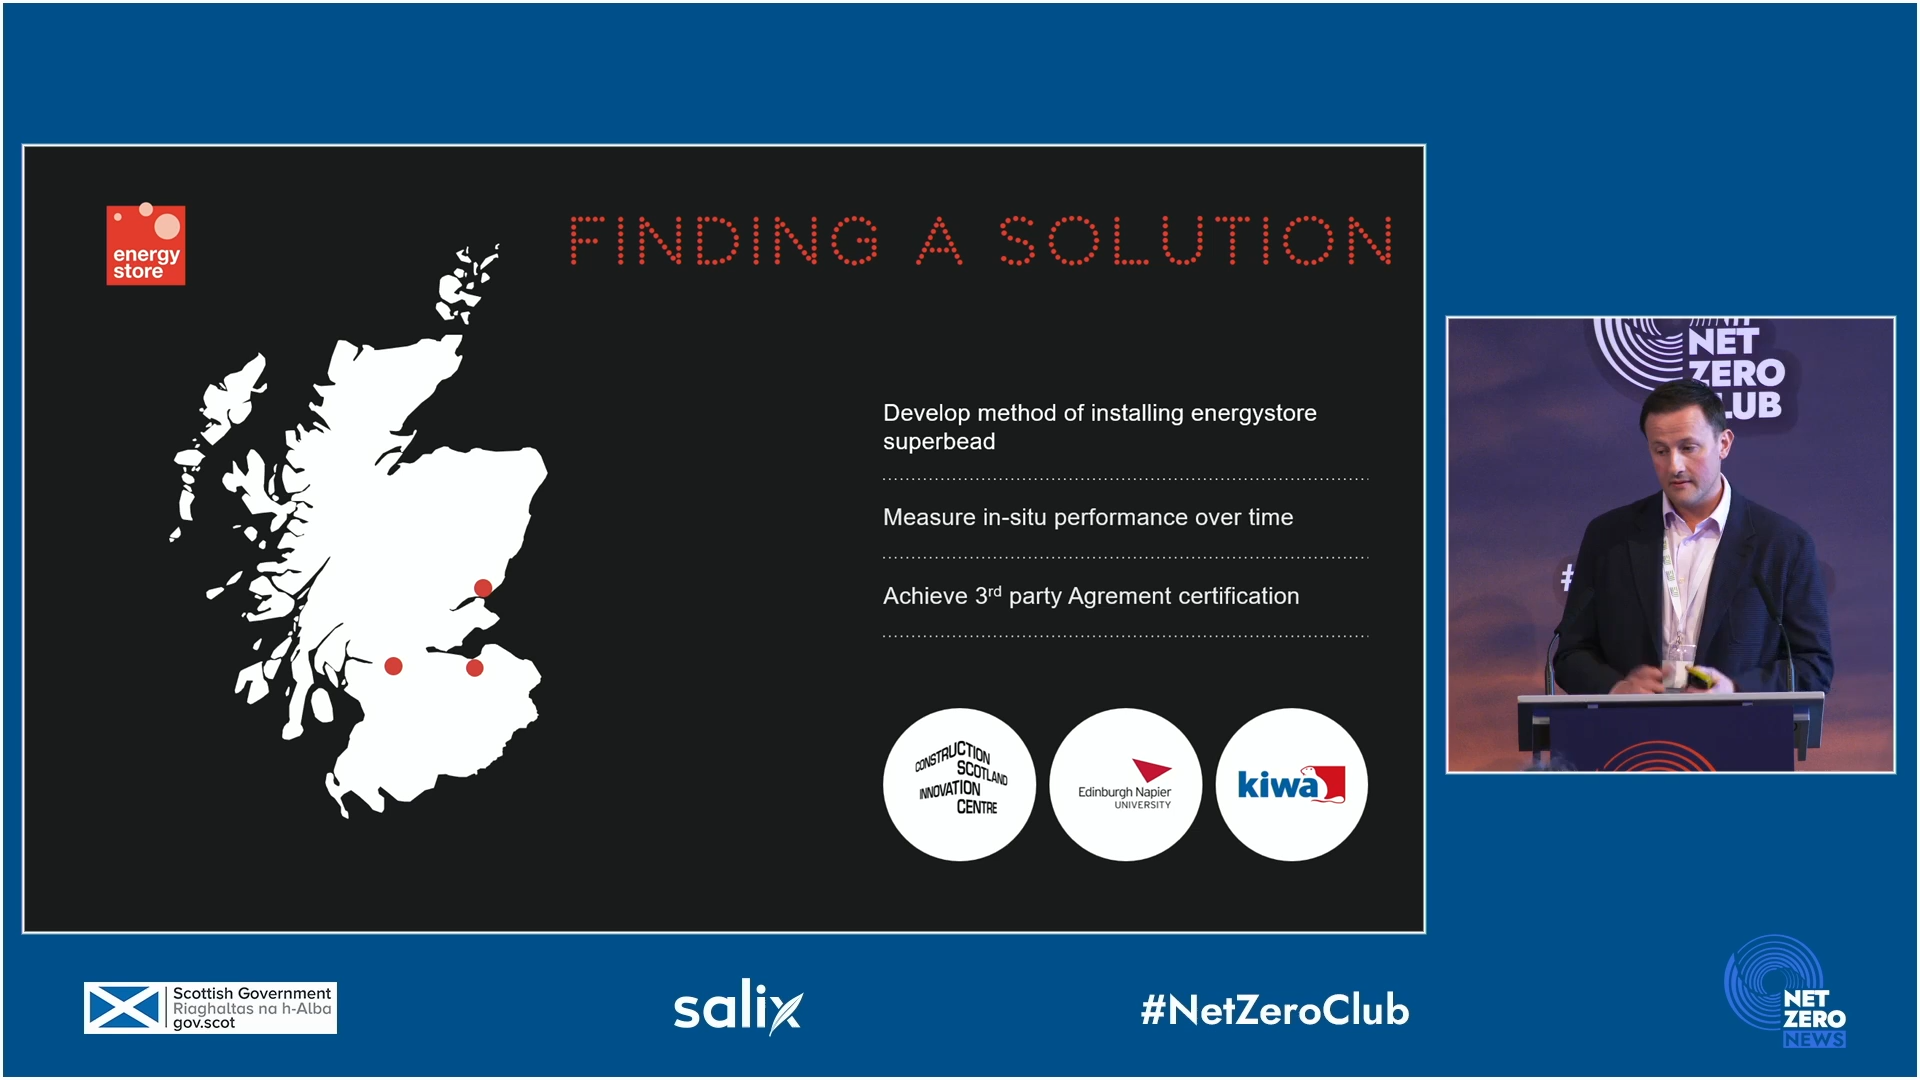 energy
store
FINDING A SOLUTION
Develop method of installing energystore
superbead
Measure in-situ performance over time
Achieve 3rd party Agrement certification
CONSTRUCTION
SCOTLAND
INNOVATION
CENTRE
Edinburgh Napier
UNIVERSITY
kiwa
NET
ZERO
CLUB
#
Scottish Government
Riaghaltas na h-Alba
gov.scot
salix
#NetZeroClub
NET
ZERO
NEWS